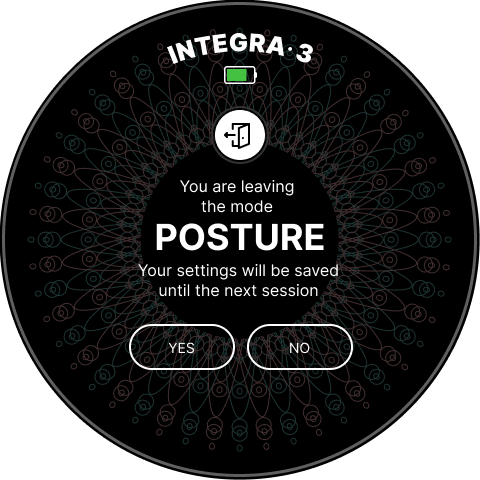 INTEGRA·3
You are leaving
the mode
POSTURE
Your settings will be saved
until the next session
YES
NO